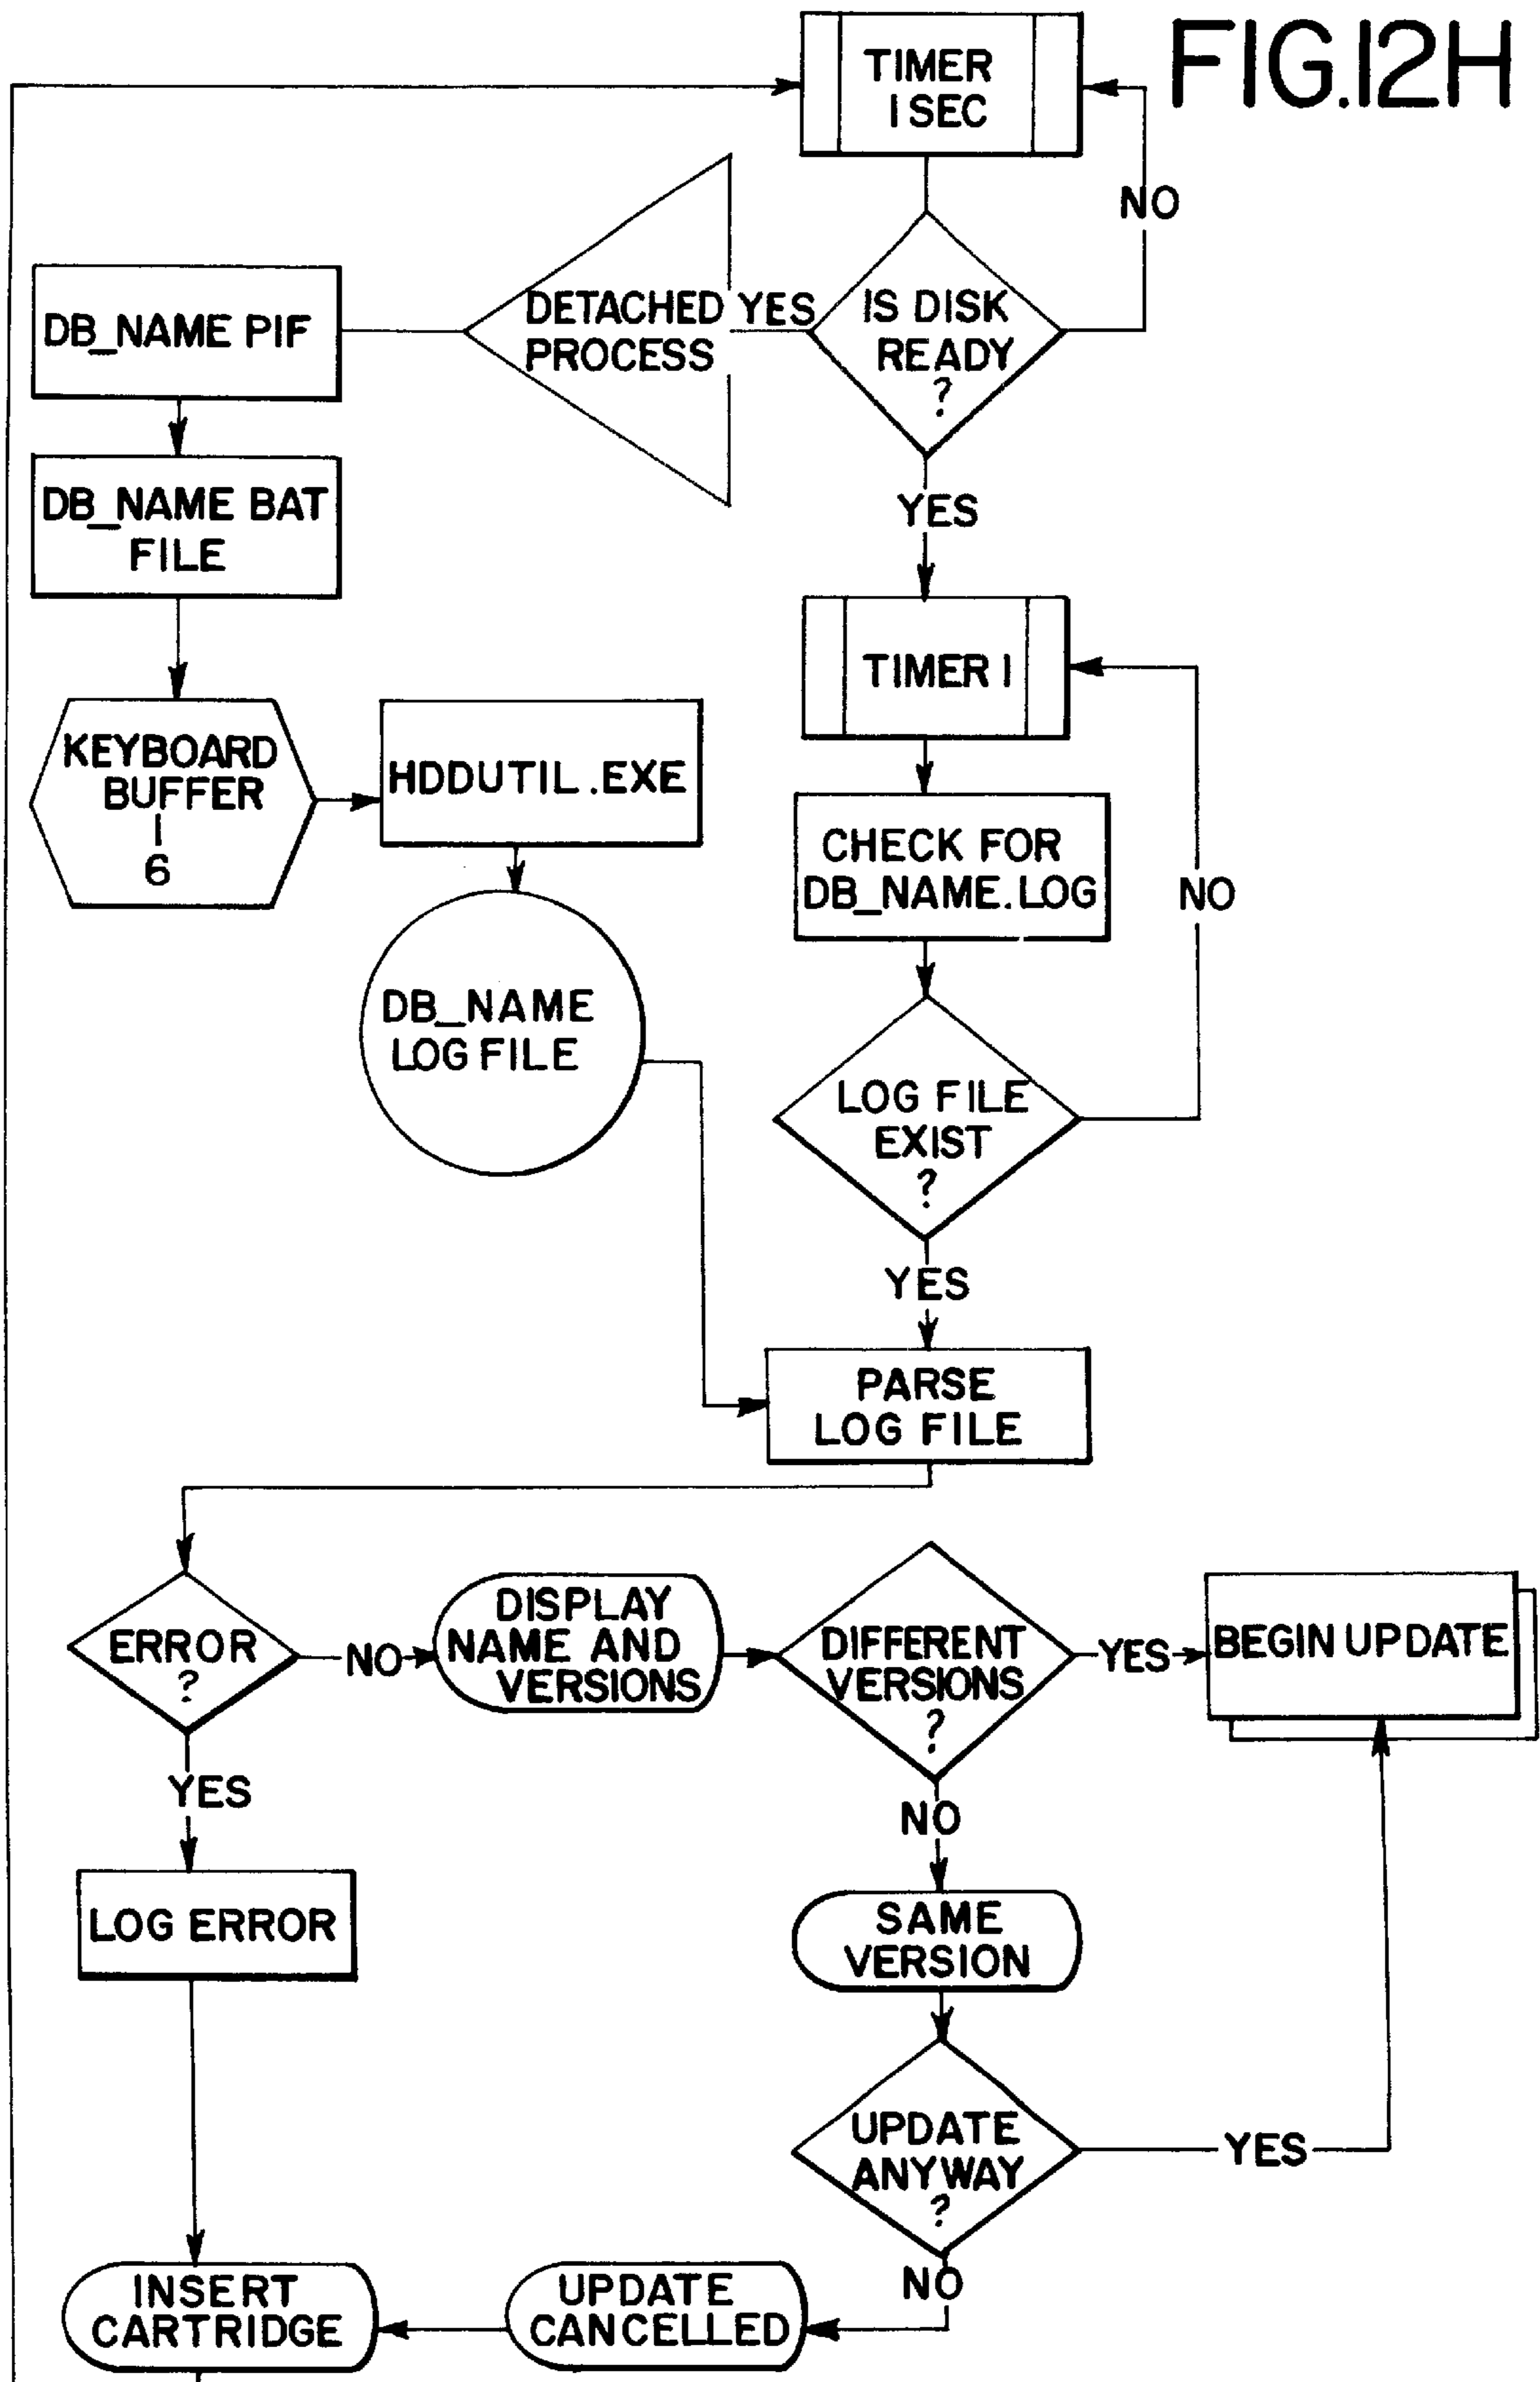 FIG.12H
TIMER
1 SEC
NO
DB_NAME PIF
DETACHED
PROCESS
YES
IS DISK
READY
?
DB_NAME BAT
FILE
YES
TIMER 1
KEYBOARD
BUFFER
1
6
HDDUTIL.EXE
CHECK FOR
DB_NAME.LOG
NO
DB_NAME
LOG FILE
LOG FILE
EXIST
?
YES
PARSE
LOG FILE
ERROR
?
NO
DISPLAY
NAME AND
VERSIONS
DIFFERENT
VERSIONS
?
YES
BEGIN UPDATE
YES
NO
LOG ERROR
SAME
VERSION
UPDATE
ANYWAY
?
YES
NO
INSERT
CARTRIDGE
UPDATE
CANCELLED